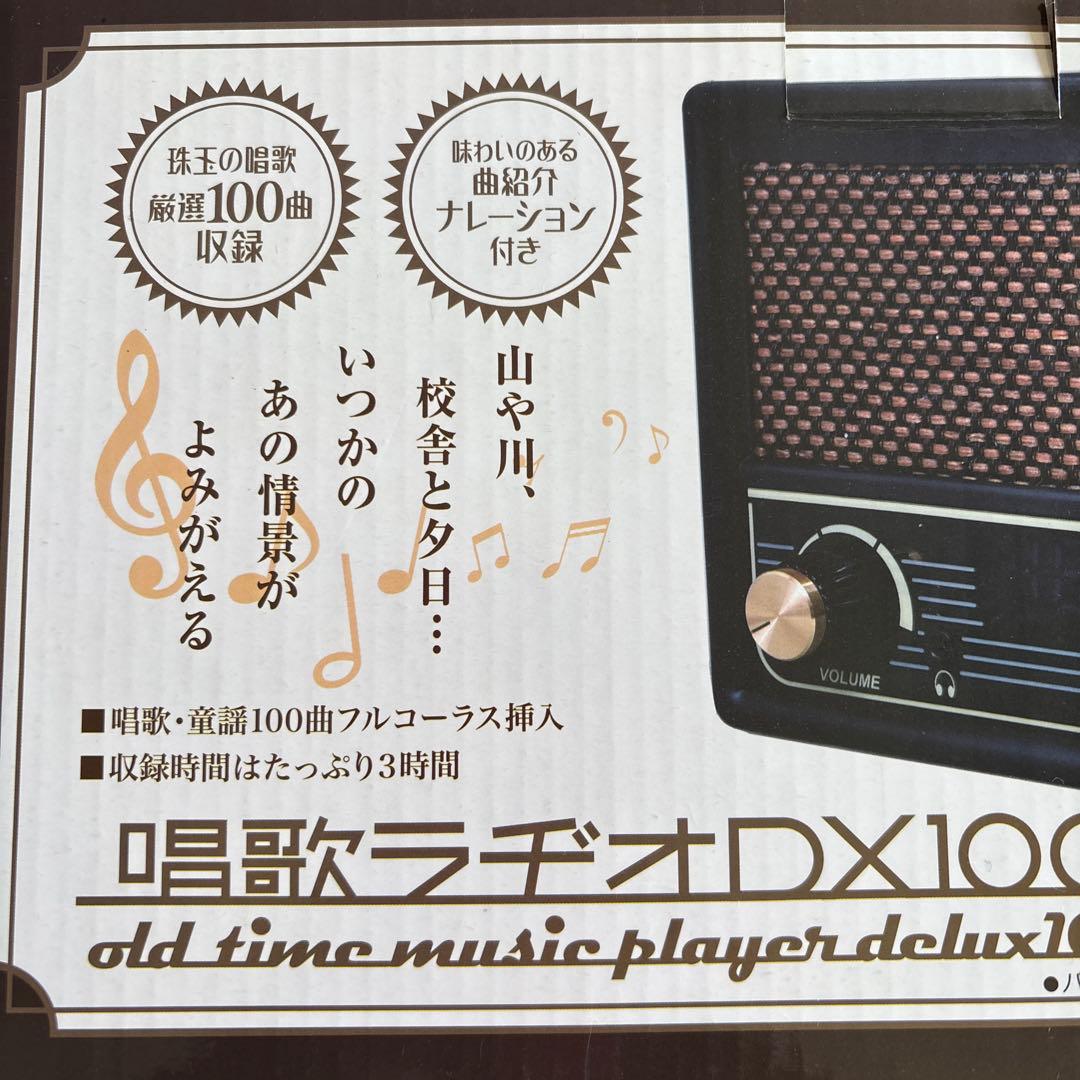 珠玉の唱歌
厳選100曲
収録
味わいのある
曲紹介
ナレーション
付き
山や川、
校舎と夕日…
いつかの
あの情景が
よみがえる
VOLUME
■唱歌・童謡100曲フルコーラス挿入
■収録時間はたっぷり3時間
唱歌ラヂオDX100
old time music player delux10